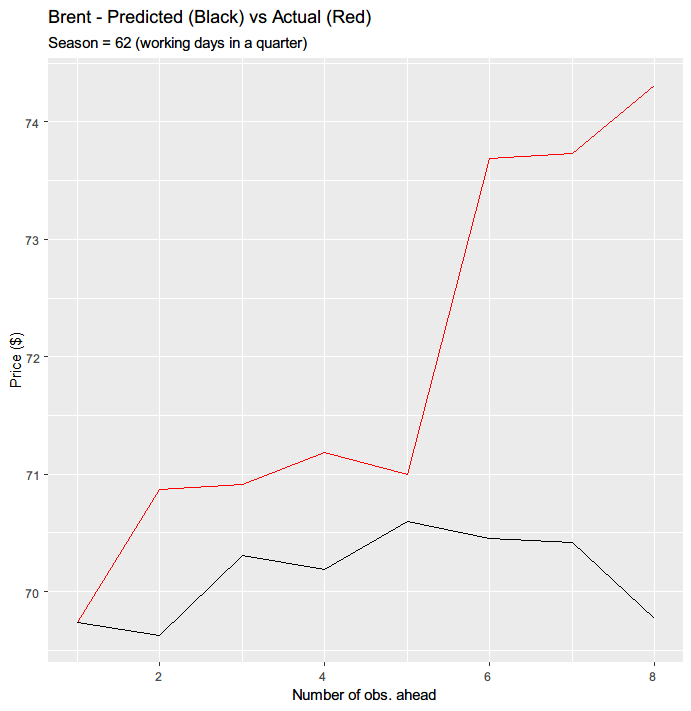 Brent - Predicted (Black) vs Actual (Red)
Season = 62 (working days in a quarter)
74
73
72
71
70
Price ($)
2 4 6 8
Number of obs. ahead